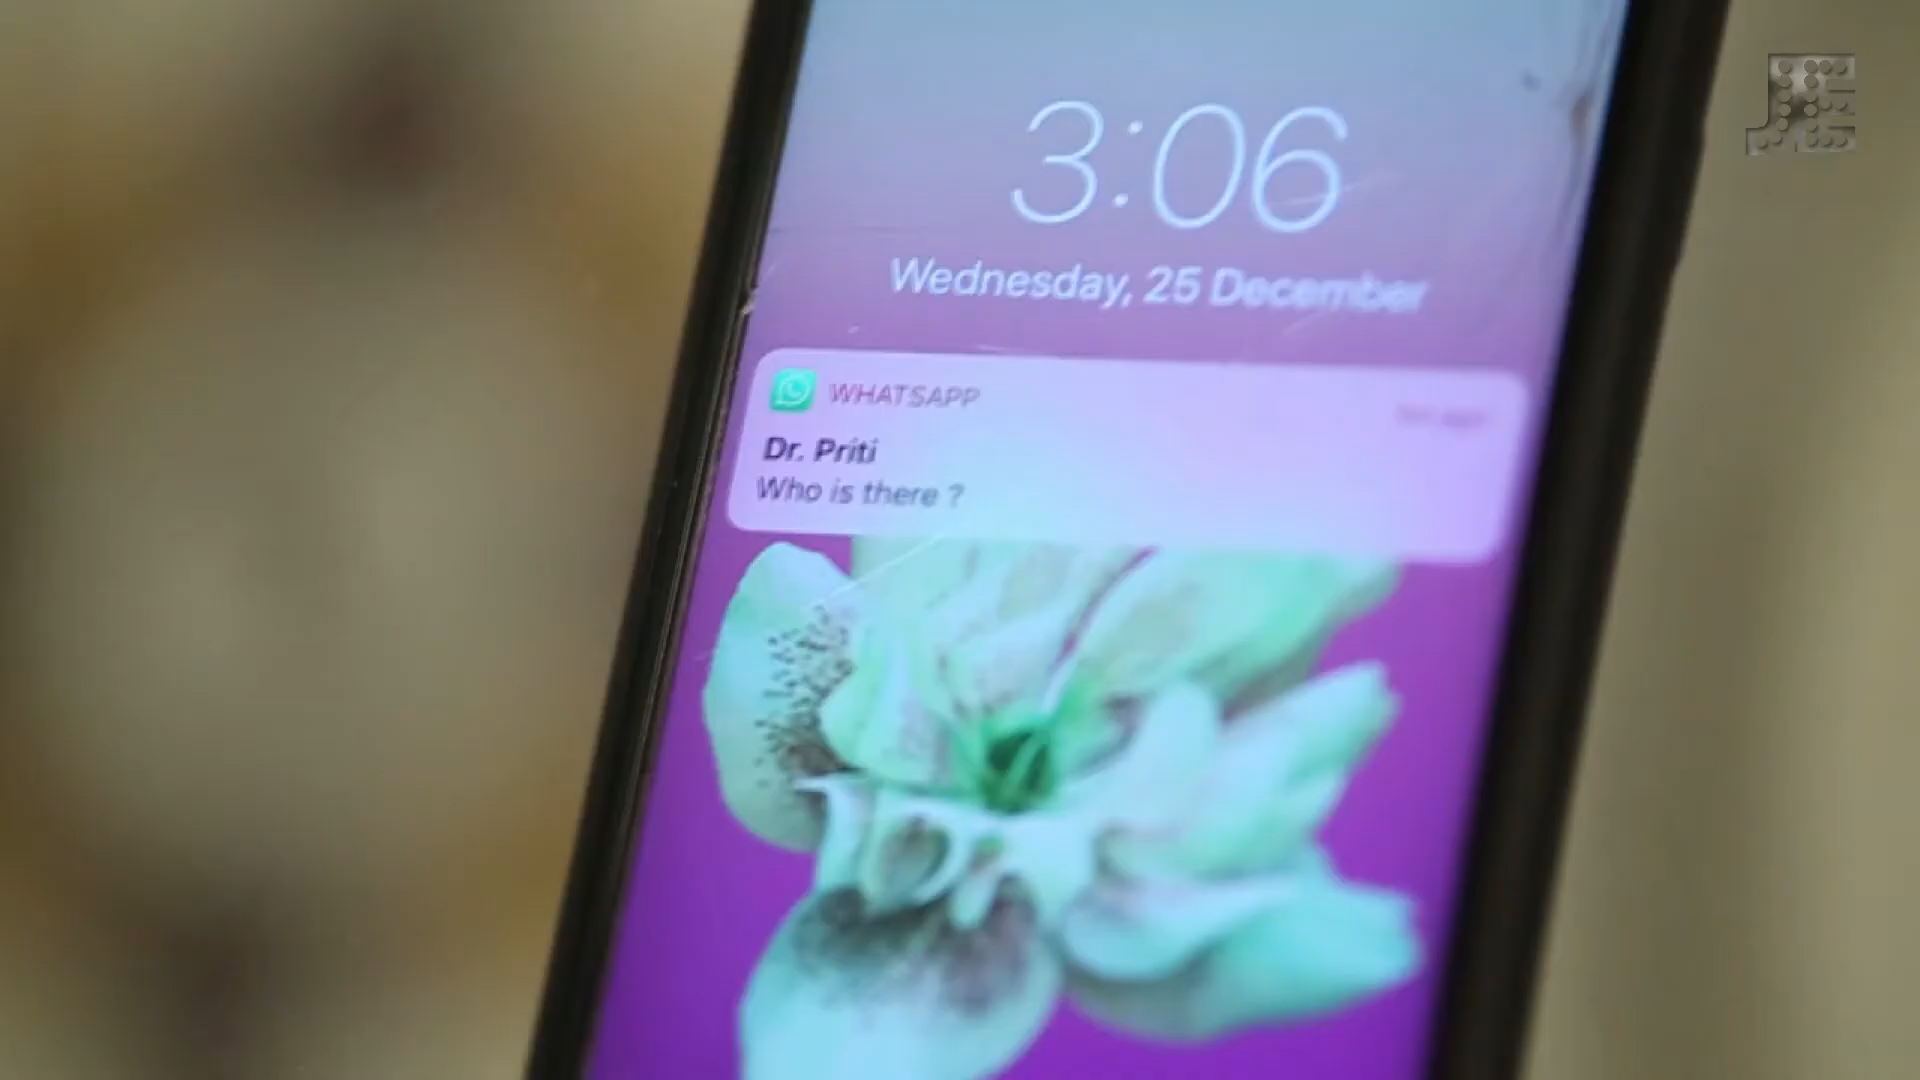 3:06
Wednesday, 25 December
WHATSAPP
Dr. Priti
Who is there ?